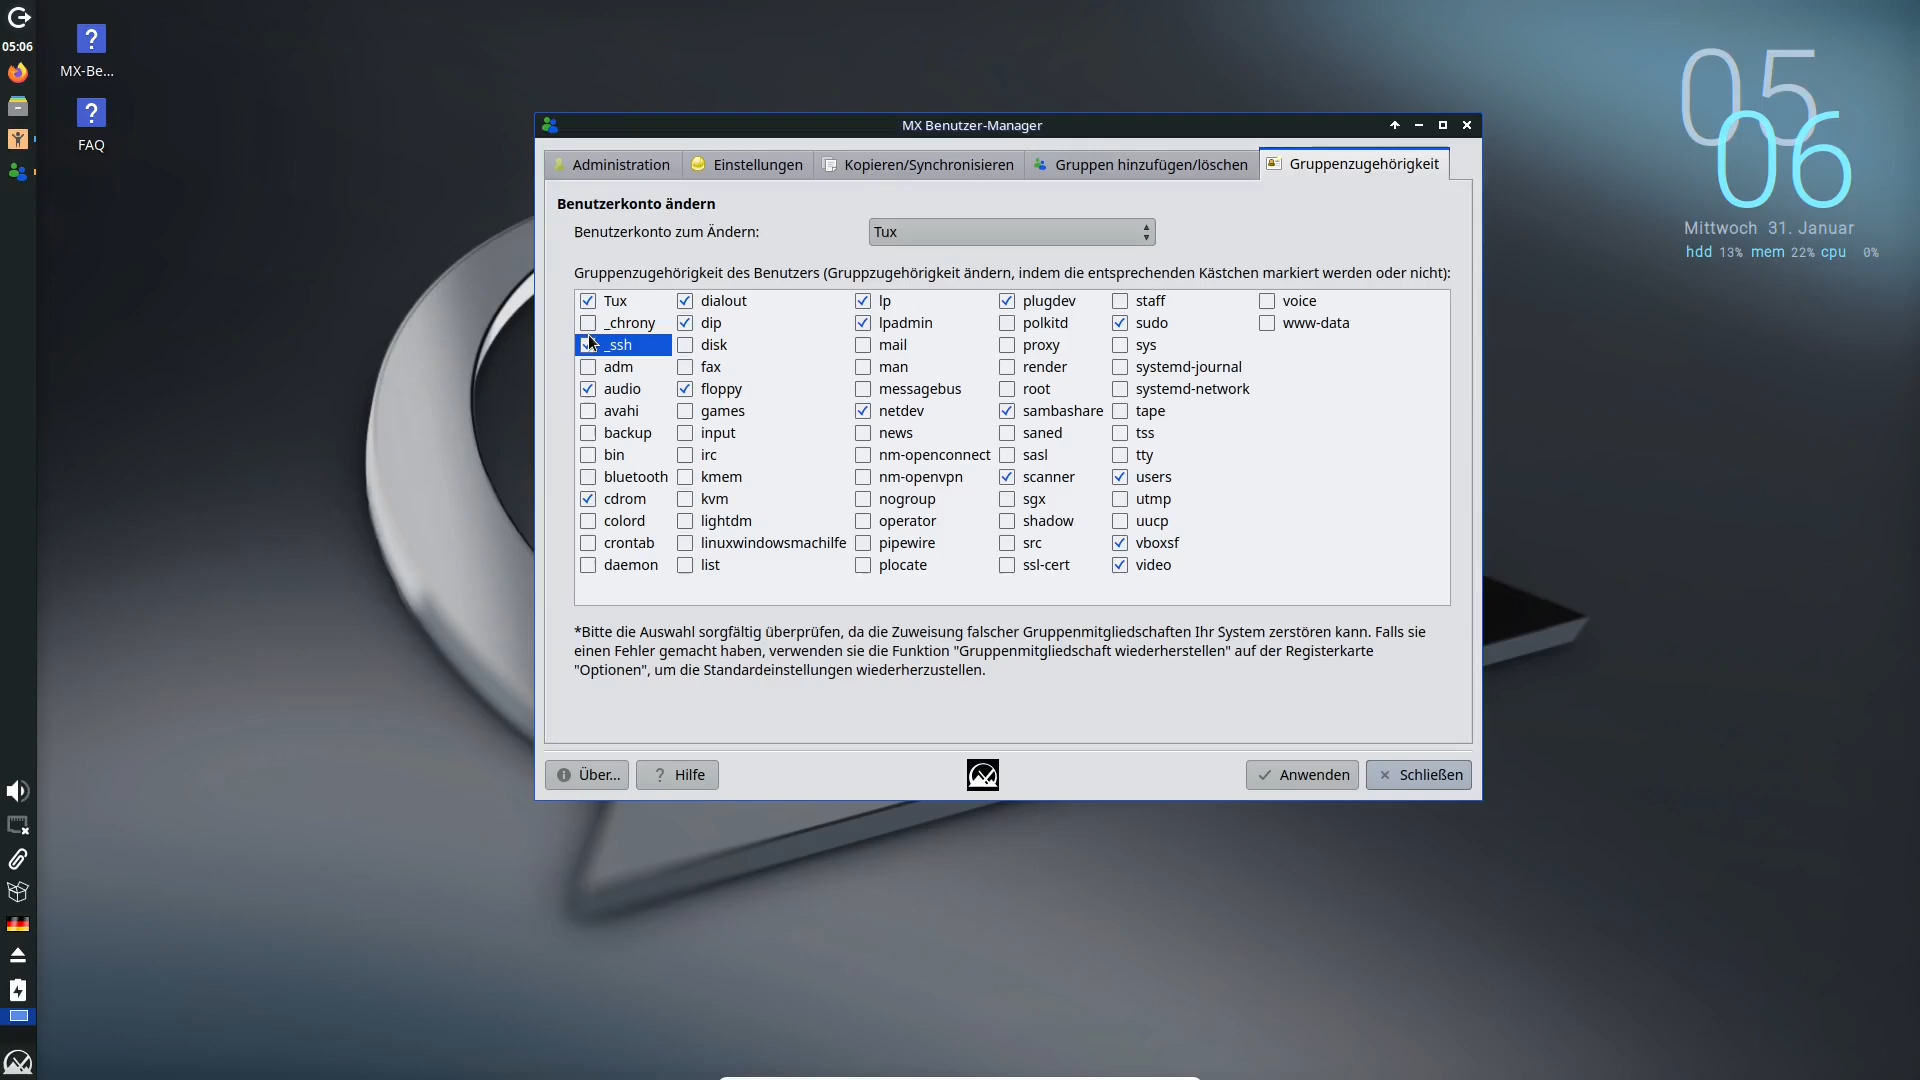 05:06
MX-Be...
FAQ
05
06
Mittwoch 31. Januar
hdd 13% mem 22% cpu 0%
MX Benutzer-Manager
Administration
Einstellungen
Kopieren/Synchronisieren
Gruppen hinzufügen/löschen
Gruppenzugehörigkeit
Benutzerkonto ändern
Benutzerkonto zum Ändern:
Tux
Gruppenzugehörigkeit des Benutzers (Gruppzugehörigkeit ändern, indem die entsprechenden Kästchen markiert werden oder nicht):
Tux
_chrony
_ssh
adm
audio
avahi
backup
bin
bluetooth
cdrom
colord
crontab
daemon
dialout
dip
disk
fax
floppy
games
input
irc
kmem
kvm
lightdm
linuxwindowsmachilfe
list
lp
lpadmin
mail
man
messagebus
netdev
news
nm-openconnect
nm-openvpn
nogroup
operator
pipewire
plocate
plugdev
polkitd
proxy
render
root
sambashare
saned
sasl
scanner
sgx
shadow
src
ssl-cert
staff
sudo
sys
systemd-journal
systemd-network
tape
tss
tty
users
utmp
uucp
vboxsf
video
voice
www-data
*Bitte die Auswahl sorgfältig überprüfen, da die Zuweisung falscher Gruppenmitgliedschaften Ihr System zerstören kann. Falls sie
einen Fehler gemacht haben, verwenden sie die Funktion "Gruppenmitgliedschaft wiederherstellen" auf der Registerkarte
"Optionen", um die Standardeinstellungen wiederherzustellen.
Über...
? Hilfe
Anwenden
Schließen